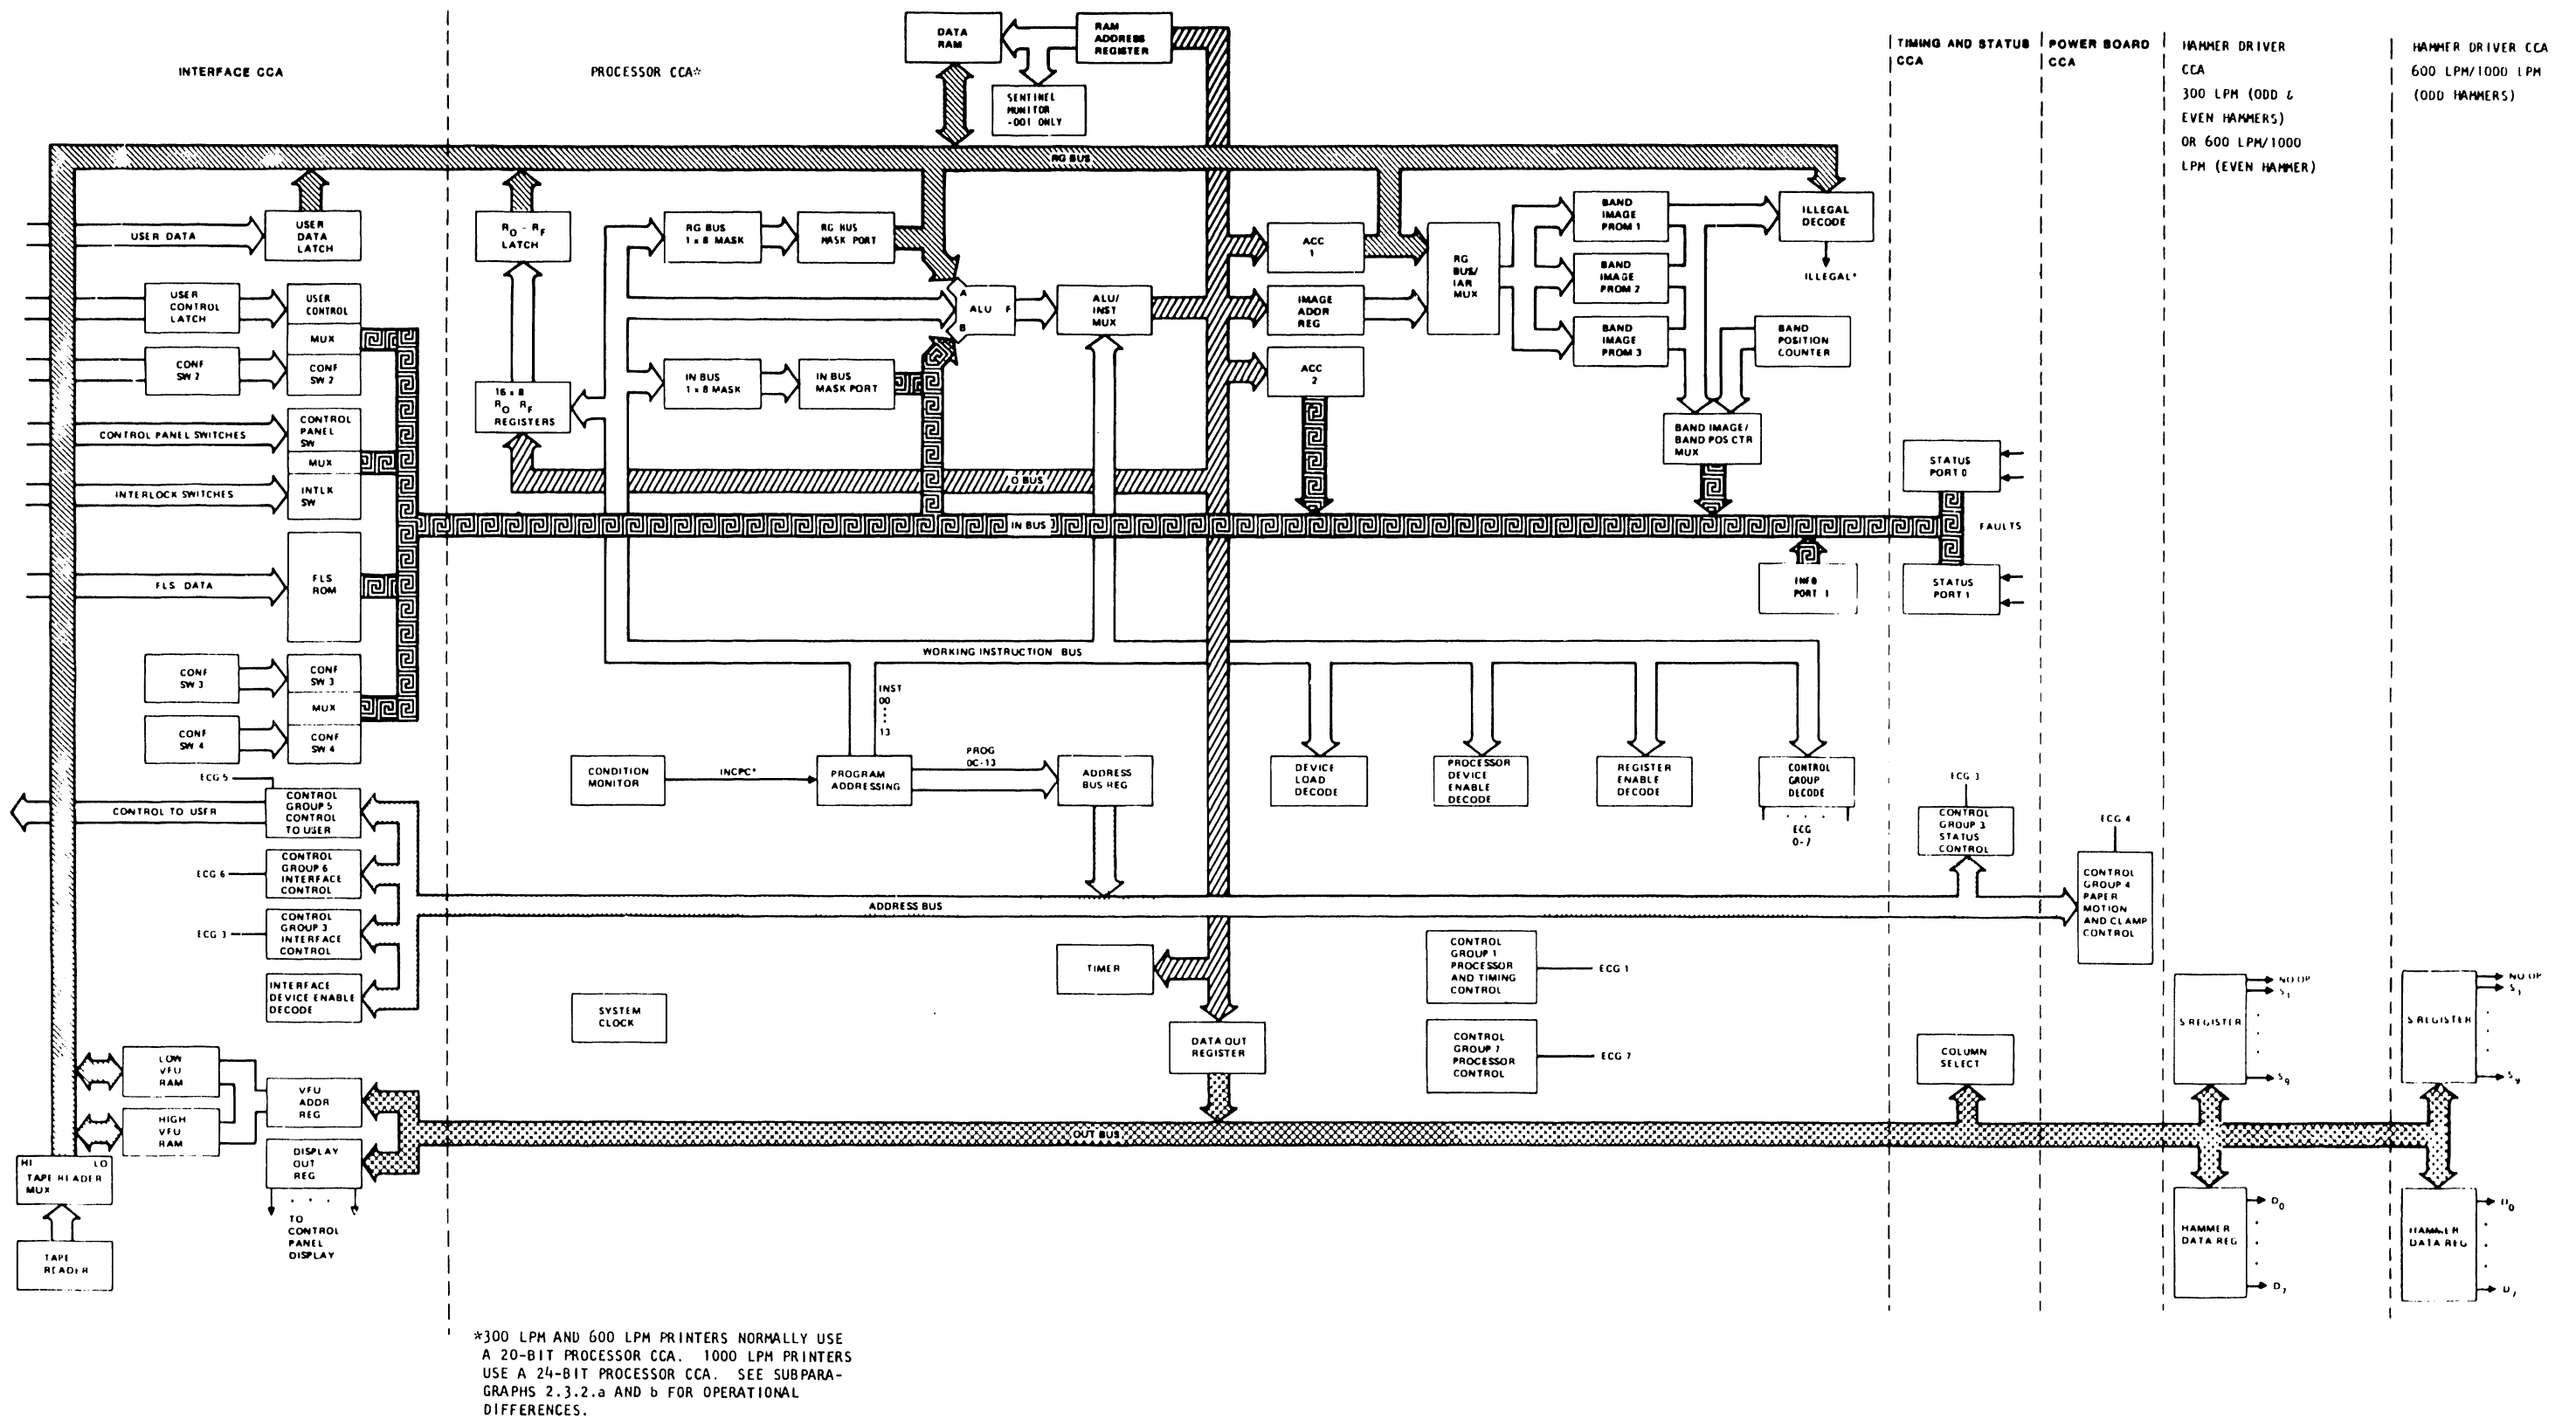 INTERFACE CCA
PROCESSOR CCA*
DATA
RAM
RAM
ADDRESS
REGISTER
SENTINEL
MONITOR
-001 ONLY
TIMING AND STATUS
CCA
POWER BOARD
CCA
HAMMER DRIVER
CCA
300 LPM (ODD &
EVEN HAMMERS)
OR 600 LPM/1000
LPM (EVEN HAMMER)
HAMMER DRIVER CCA
600 LPM/1000 LPM
(ODD HAMMERS)
RG BUS
USER DATA
USER
DATA
LATCH
R0 - RF
LATCH
RG BUS
1 x 8 MASK
RG BUS
MASK PORT
ACC
1
RG
BUS/
IAR
MUX
BAND
IMAGE
PROM 1
ILLEGAL
DECODE
ILLEGAL*
USER
CONTROL
LATCH
USER
CONTROL
MUX
A
ALU F
B
ALU/
INST
MUX
IMAGE
ADDR
REG
BAND
IMAGE
PROM 2
BAND
IMAGE
PROM 3
BAND
POSITION
COUNTER
CONF
SW 2
CONF
SW 2
16 x 8
R0 RF
REGISTERS
IN BUS
1 x 8 MASK
IN BUS
MASK PORT
ACC
2
CONTROL PANEL SWITCHES
CONTROL
PANEL
SW
MUX
BAND IMAGE/
BAND POS CTR
MUX
STATUS
PORT 0
INTERLOCK SWITCHES
INTLK
SW
O BUS
IN BUS
FAULTS
FLS DATA
FLS
ROM
INFO
PORT 1
STATUS
PORT 1
WORKING INSTRUCTION BUS
CONF
SW 3
CONF
SW 3
MUX
INST
00
13
CONF
SW 4
CONF
SW 4
CONDITION
MONITOR
INCPC*
PROGRAM
ADDRESSING
PROG
0C-13
ADDRESS
BUS REG
DEVICE
LOAD
DECODE
PROCESSOR
DEVICE
ENABLE
DECODE
REGISTER
ENABLE
DECODE
CONTROL
GROUP
DECODE
. . .
ECG
0-7
ECG 5
CONTROL TO USER
CONTROL
GROUP 5
CONTROL
TO USER
ECG 3
CONTROL
GROUP 3
STATUS
CONTROL
ECG 4
CONTROL
GROUP 4
PAPER
MOTION
AND CLAMP
CONTROL
ECG 6
CONTROL
GROUP 6
INTERFACE
CONTROL
ADDRESS BUS
ECG 3
CONTROL
GROUP 3
INTERFACE
CONTROL
TIMER
CONTROL
GROUP 1
PROCESSOR
AND TIMING
CONTROL
ECG 1
INTERFACE
DEVICE ENABLE
DECODE
SYSTEM
CLOCK
DATA OUT
REGISTER
CONTROL
GROUP 7
PROCESSOR
CONTROL
ECG 7
COLUMN
SELECT
S REGISTER
NO OP
S1
S9
S REGISTER
NO OP
S1
S9
LOW
VFU
RAM
VFU
ADDR
REG
HIGH
VFU
RAM
OUT BUS
HI LO
TAPE READER
MUX
DISPLAY
OUT
REG
. . .
TO
CONTROL
PANEL
DISPLAY
TAPE
READER
HAMMER
DATA REG
D0
D7
HAMMER
DATA REG
D0
D7
*300 LPM AND 600 LPM PRINTERS NORMALLY USE
A 20-BIT PROCESSOR CCA. 1000 LPM PRINTERS
USE A 24-BIT PROCESSOR CCA. SEE SUBPARA-
GRAPHS 2.3.2.a AND b FOR OPERATIONAL
DIFFERENCES.